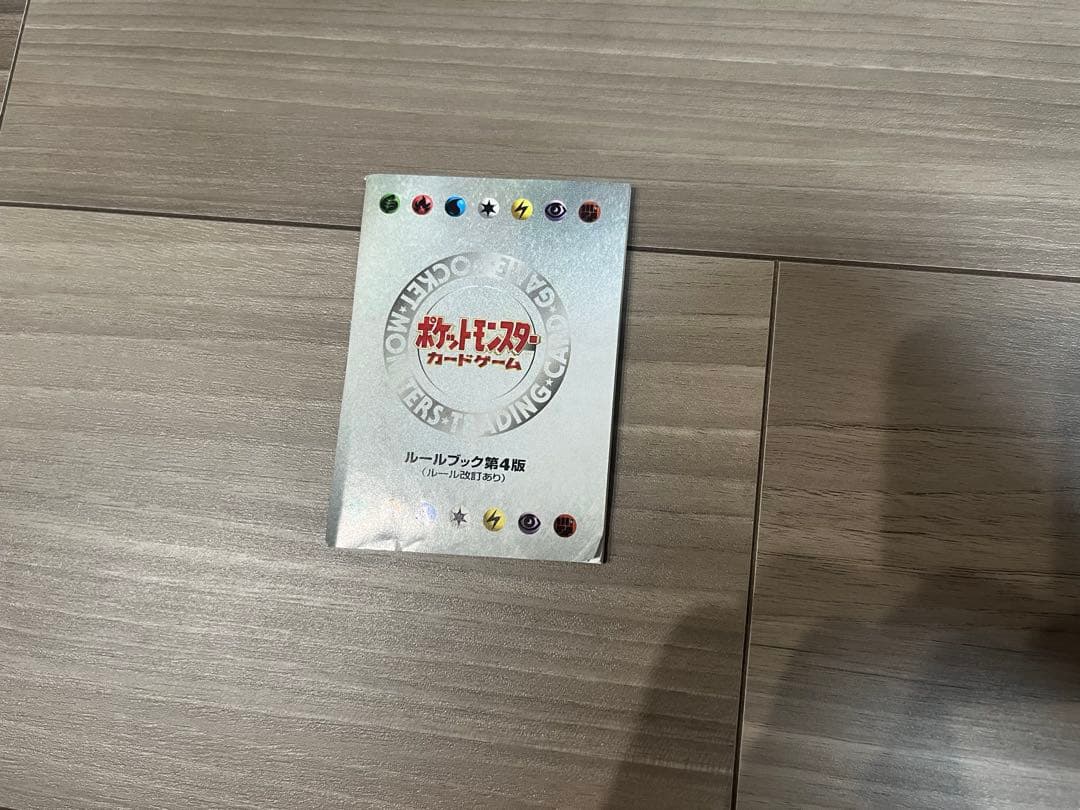 ポケットモンスター
カードゲーム
POCKET★MONSTERS★TRADING★CARD★GAME★
ルールブック第4版
〈ルール改訂あり〉